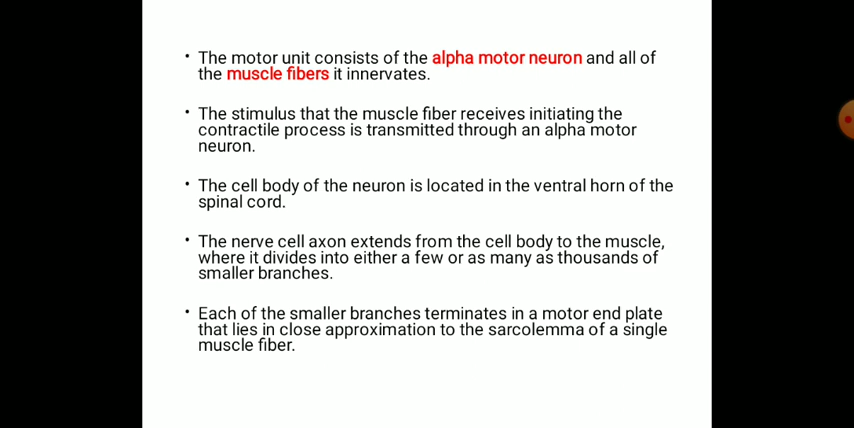 • The motor unit consists of the alpha motor neuron and all of
the muscle fibers it innervates.
• The stimulus that the muscle fiber receives initiating the
contractile process is transmitted through an alpha motor
neuron.
• The cell body of the neuron is located in the ventral horn of the
spinal cord.
• The nerve cell axon extends from the cell body to the muscle,
where it divides into either a few or as many as thousands of
smaller branches.
• Each of the smaller branches terminates in a motor end plate
that lies in close approximation to the sarcolemma of a single
muscle fiber.